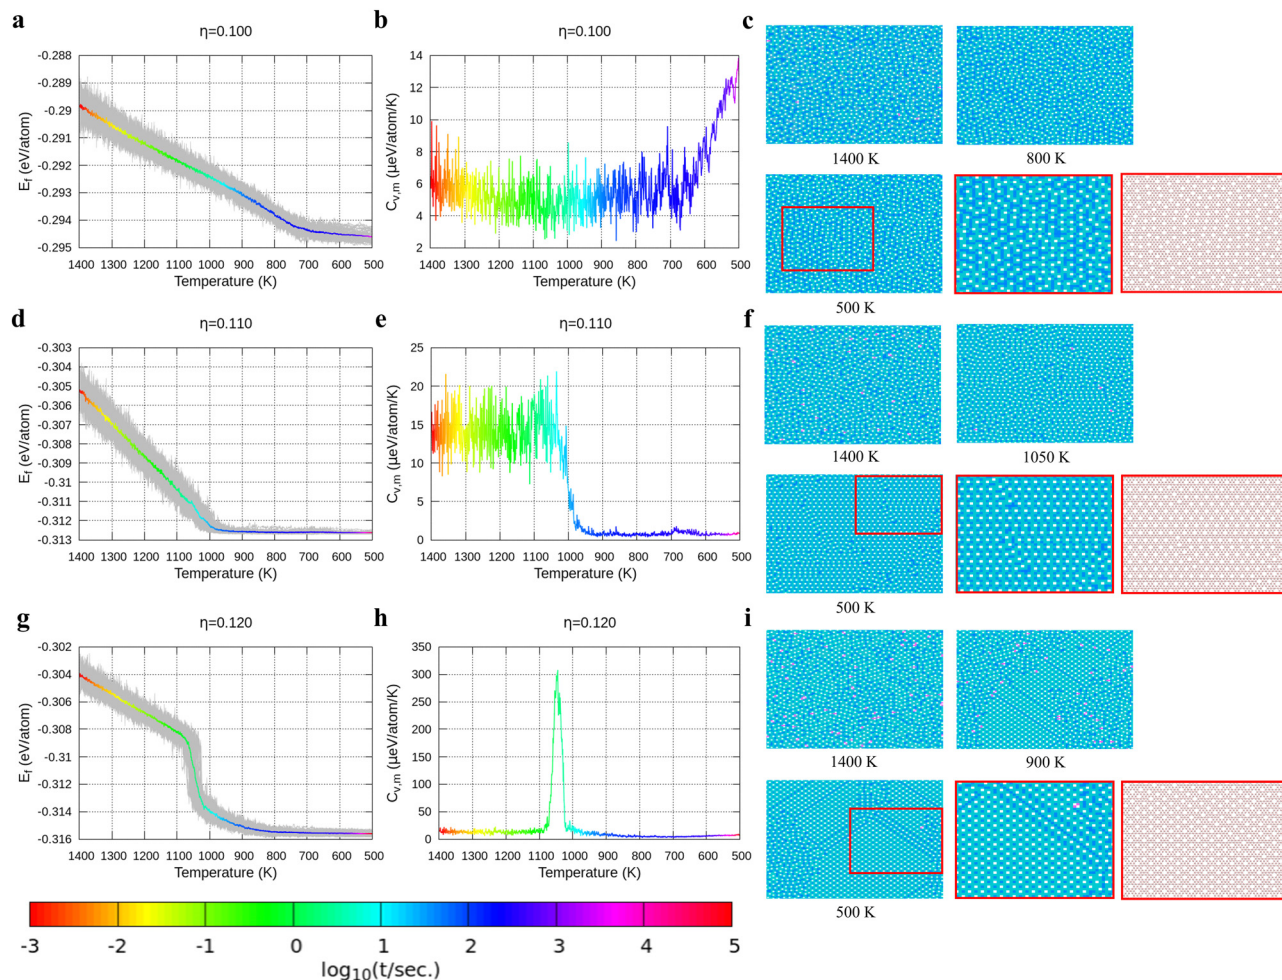 a
η=0.100
-0.288
-0.289
-0.29
-0.291
-0.292
-0.293
-0.294
-0.295
E_f (eV/atom)
1400 1300 1200 1100 1000 900 800 700 600 500
Temperature (K)
b
η=0.100
14
12
10
8
6
4
2
C_v,m (μeV/atom/K)
1400 1300 1200 1100 1000 900 800 700 600 500
Temperature (K)
c
1400 K
800 K
500 K
d
η=0.110
-0.303
-0.304
-0.305
-0.306
-0.307
-0.308
-0.309
-0.31
-0.311
-0.312
-0.313
E_f (eV/atom)
1400 1300 1200 1100 1000 900 800 700 600 500
Temperature (K)
e
η=0.110
25
20
15
10
5
0
C_v,m (μeV/atom/K)
1400 1300 1200 1100 1000 900 800 700 600 500
Temperature (K)
f
1400 K
1050 K
500 K
g
η=0.120
-0.302
-0.304
-0.306
-0.308
-0.31
-0.312
-0.314
-0.316
E_f (eV/atom)
1400 1300 1200 1100 1000 900 800 700 600 500
Temperature (K)
h
η=0.120
350
300
250
200
150
100
50
0
C_v,m (μeV/atom/K)
1400 1300 1200 1100 1000 900 800 700 600 500
Temperature (K)
i
1400 K
900 K
500 K
-3 -2 -1 0 1 2 3 4 5
log₁₀(t/sec.)